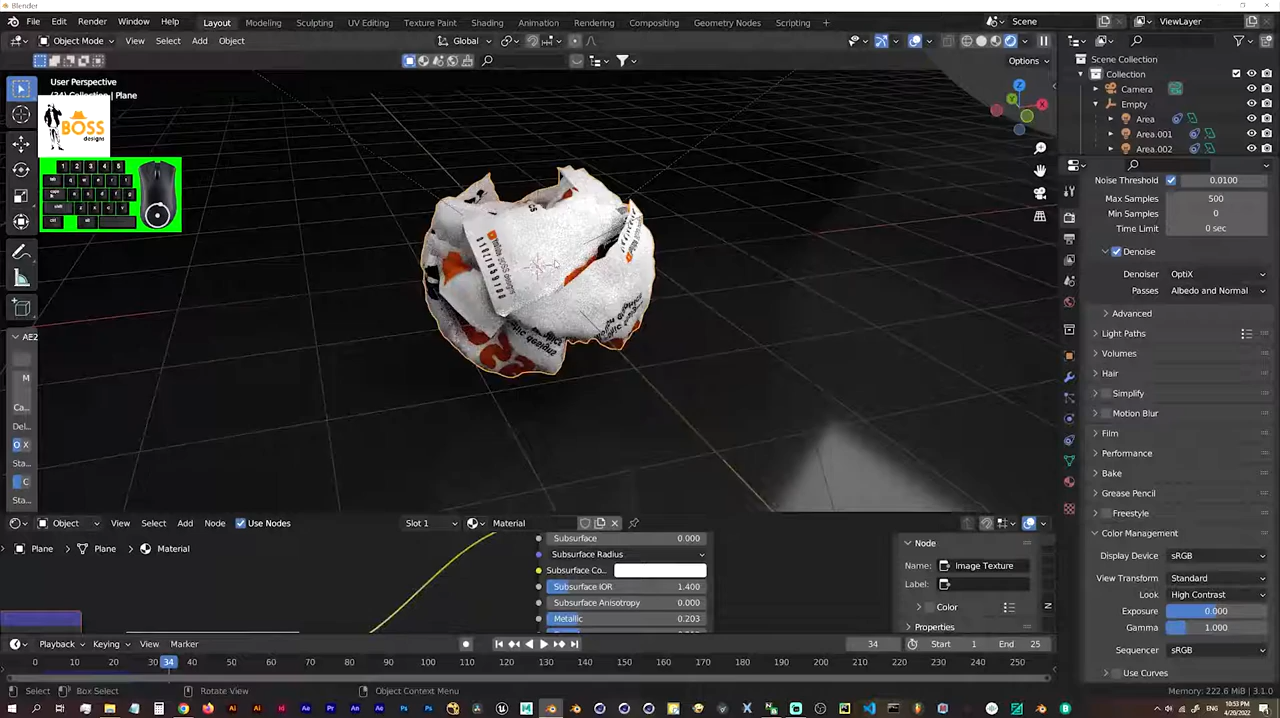 Blender
File Edit Render Window Help Layout Modeling Sculpting UV Editing Texture Paint Shading Animation Rendering Compositing Geometry Nodes Scripting + Scene ViewLayer
Object Mode View Select Add Object Global
Options
User Perspective
(34) Collection | Plane
BOSS
designs
Scene Collection
Collection
Camera
Empty
Area
Area.001
Area.002
Noise Threshold 0.0100
Max Samples 500
Min Samples 0
Time Limit 0 sec
Denoise
Denoiser OptiX
Passes Albedo and Normal
Advanced
Light Paths
Volumes
Hair
Simplify
Motion Blur
Film
Performance
Bake
Grease Pencil
Freestyle
Color Management
Display Device sRGB
View Transform Standard
Look High Contrast
Exposure 0.000
Gamma 1.000
Sequencer sRGB
Use Curves
AE2
M
Ca...
Del...
X
Sta...
C
Sta...
Object View Select Add Node Use Nodes Slot 1 Material
Plane Plane Material
Subsurface 0.000
Subsurface Radius
Subsurface Co...
Subsurface IOR 1.400
Subsurface Anisotropy 0.000
Metallic 0.203
Node
Name: Image Texture
Label:
Color
Properties
Playback Keying View Marker 34 Start 1 End 25
0 10 20 30 34 40 50 60 70 80 90 100 110 120 130 140 150 160 170 180 190 200 210 220 230 240 250
Select Box Select Rotate View Object Context Menu Memory: 222.6 MiB | 3.1.0
ENG 10:53 PM
4/20/2022